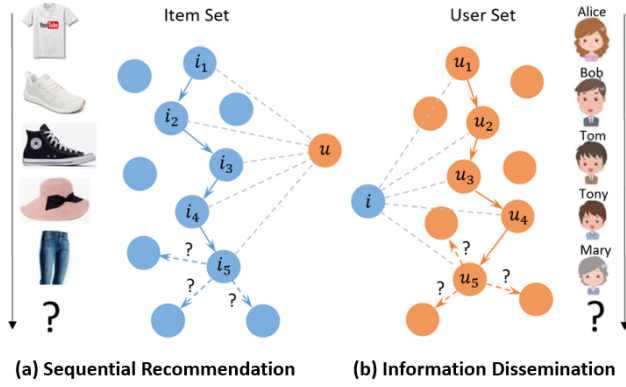 Item Set
User Set
Alice
YouTube
i1
u1
Bob
i2
u2
u
Tom
i3
u3
i
Tony
i4
u4
Mary
?
i5
?
?
u5
?
?
?
?
?
(a) Sequential Recommendation
(b) Information Dissemination